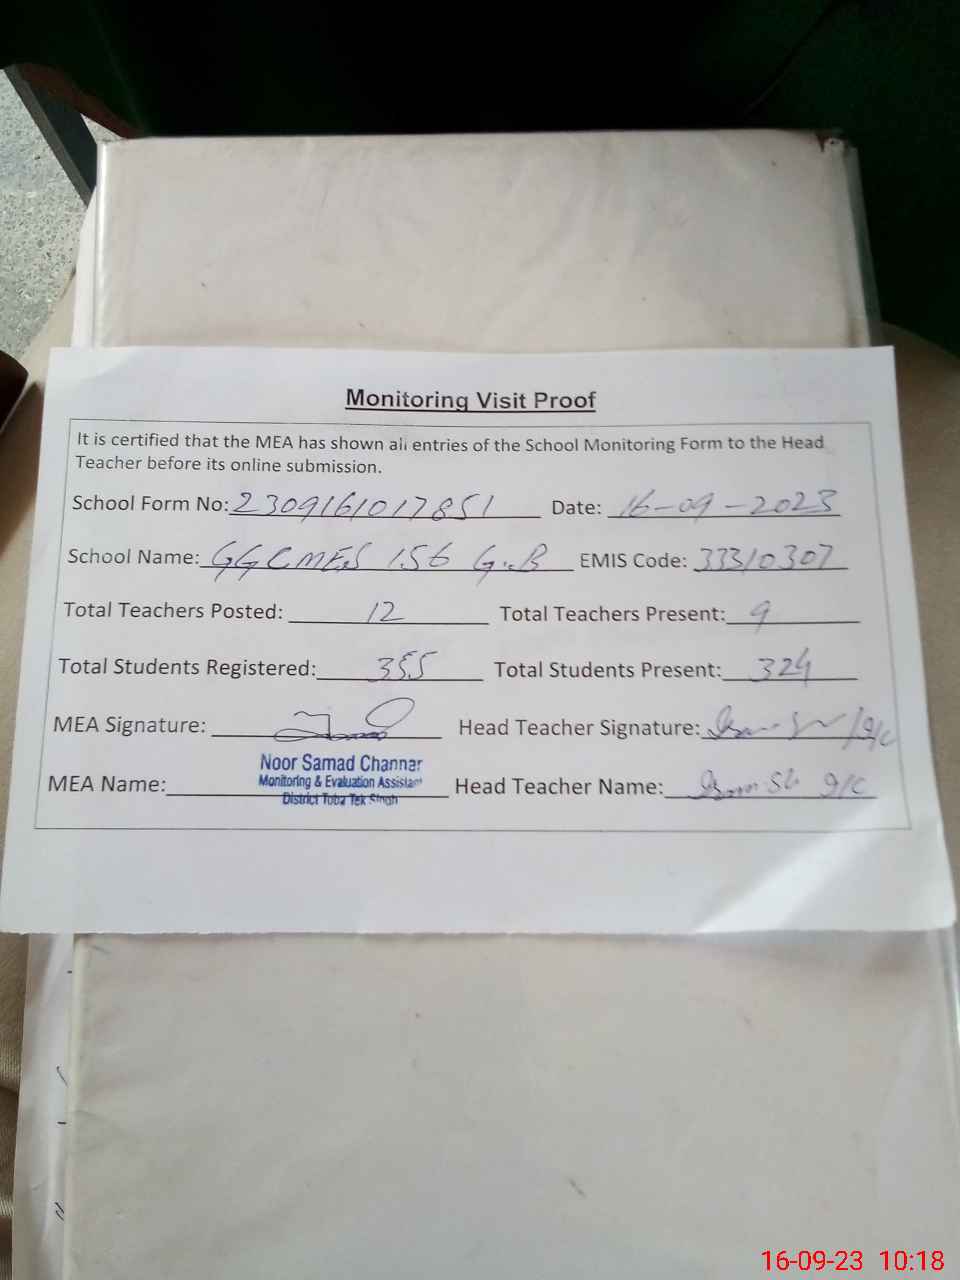 Monitoring Visit Proof
It is certified that the MEA has shown all entries of the School Monitoring Form to the Head
Teacher before its online submission.
School Form No: 2309161017851 Date: 16-09-2023
School Name: GGCMES 156 G.B EMIS Code: 33310307
Total Teachers Posted: 12 Total Teachers Present: 9
Total Students Registered: 355 Total Students Present: 324
MEA Signature: Head Teacher Signature: I/C
Noor Samad Channar
Monitoring & Evaluation Assistant
District Toba Tek Singh
MEA Name: Head Teacher Name: I/C
16-09-23 10:18